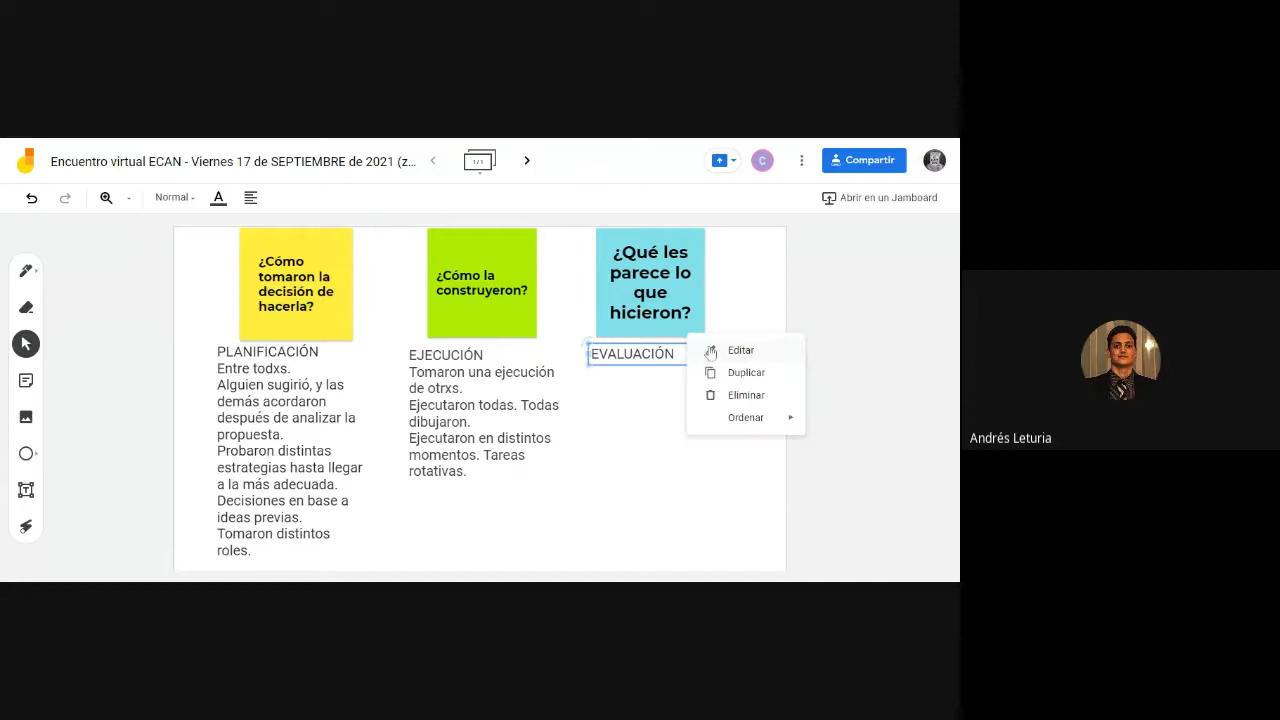 Encuentro virtual ECAN - Viernes 17 de SEPTIEMBRE de 2021 (z...
1/1
C
Compartir
Normal
A
Abrir en un Jamboard
¿Cómo
tomaron la
decisión de
hacerla?
PLANIFICACIÓN
Entre todxs.
Alguien sugirió, y las
demás acordaron
después de analizar la
propuesta.
Probaron distintas
estrategias hasta llegar
a la más adecuada.
Decisiones en base a
ideas previas.
Tomaron distintos
roles.
¿Cómo la
construyeron?
EJECUCIÓN
Tomaron una ejecución
de otrxs.
Ejecutaron todas. Todas
dibujaron.
Ejecutaron en distintos
momentos. Tareas
rotativas.
¿Qué les
parece lo
que
hicieron?
EVALUACIÓN
Editar
Duplicar
Eliminar
Ordenar
Andrés Leturia